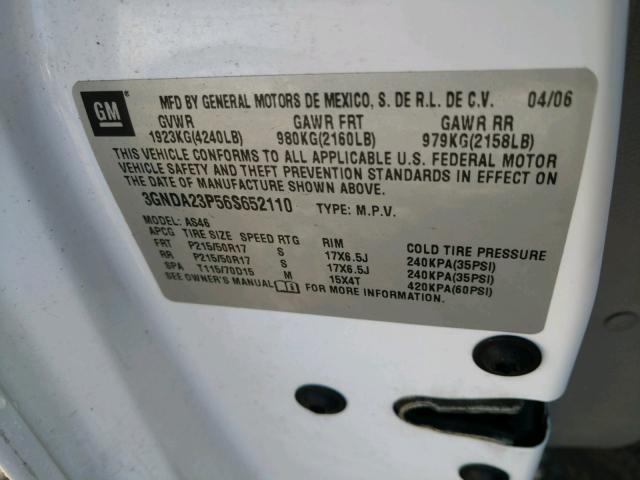 GM
MFD BY GENERAL MOTORS DE MEXICO, S. DE R.L. DE C.V. 04/06
GVWR GAWR FRT GAWR RR
1923KG(4240LB) 980KG(2160LB) 979KG(2158LB)
THIS VEHICLE CONFORMS TO ALL APPLICABLE U.S. FEDERAL MOTOR
VEHICLE SAFETY AND THEFT PREVENTION STANDARDS IN EFFECT ON
THE DATE OF MANUFACTURE SHOWN ABOVE.
3GNDA23P56S652110 TYPE: M.P.V.
MODEL: AS46
APCG TIRE SIZE SPEED RTG RIM COLD TIRE PRESSURE
FRT P215/50R17 S 17X6.5J 240KPA(35PSI)
RR P215/50R17 S 17X6.5J 240KPA(35PSI)
SPA T115/70D15 M 15X4T 420KPA(60PSI)
SEE OWNER'S MANUAL FOR MORE INFORMATION.